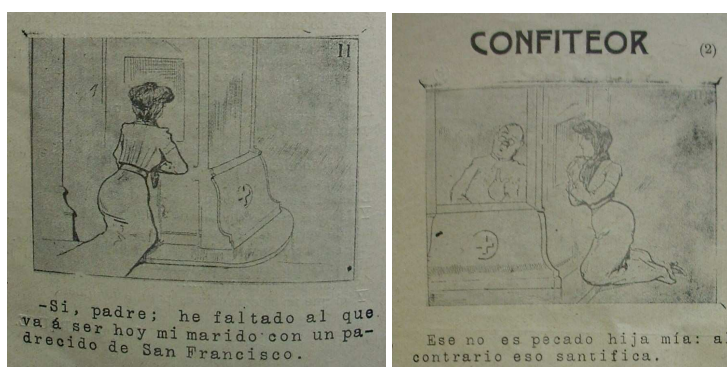 11
-Si, padre; he faltado al que
va á ser hoy mi marido con un pa-
drecido de San Francisco.
CONFITEOR
(2)
Ese no es pecado hija mía: al
contrario eso santifica.